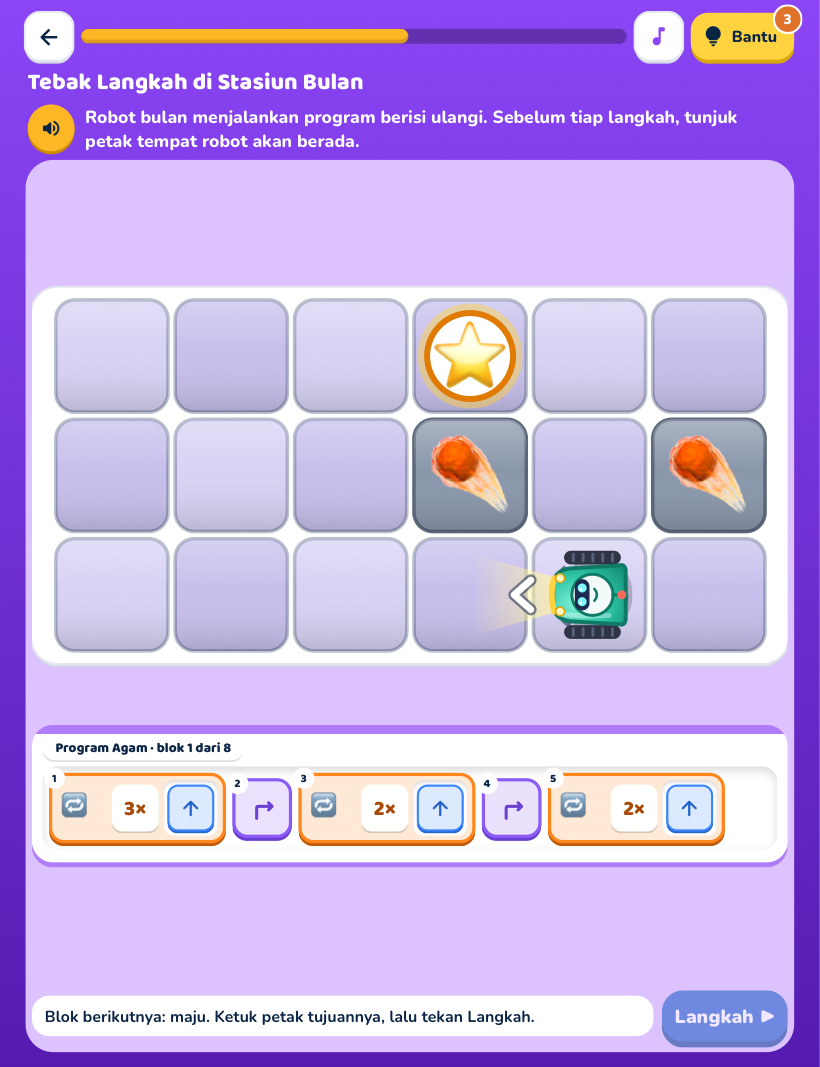 3
Bantu
Tebak Langkah di Stasiun Bulan
Robot bulan menjalankan program berisi ulangi. Sebelum tiap langkah, tunjuk
petak tempat robot akan berada.
Program Agam · blok 1 dari 8
1 2 3 4 5
3× 2× 2×
Blok berikutnya: maju. Ketuk petak tujuannya, lalu tekan Langkah.
Langkah